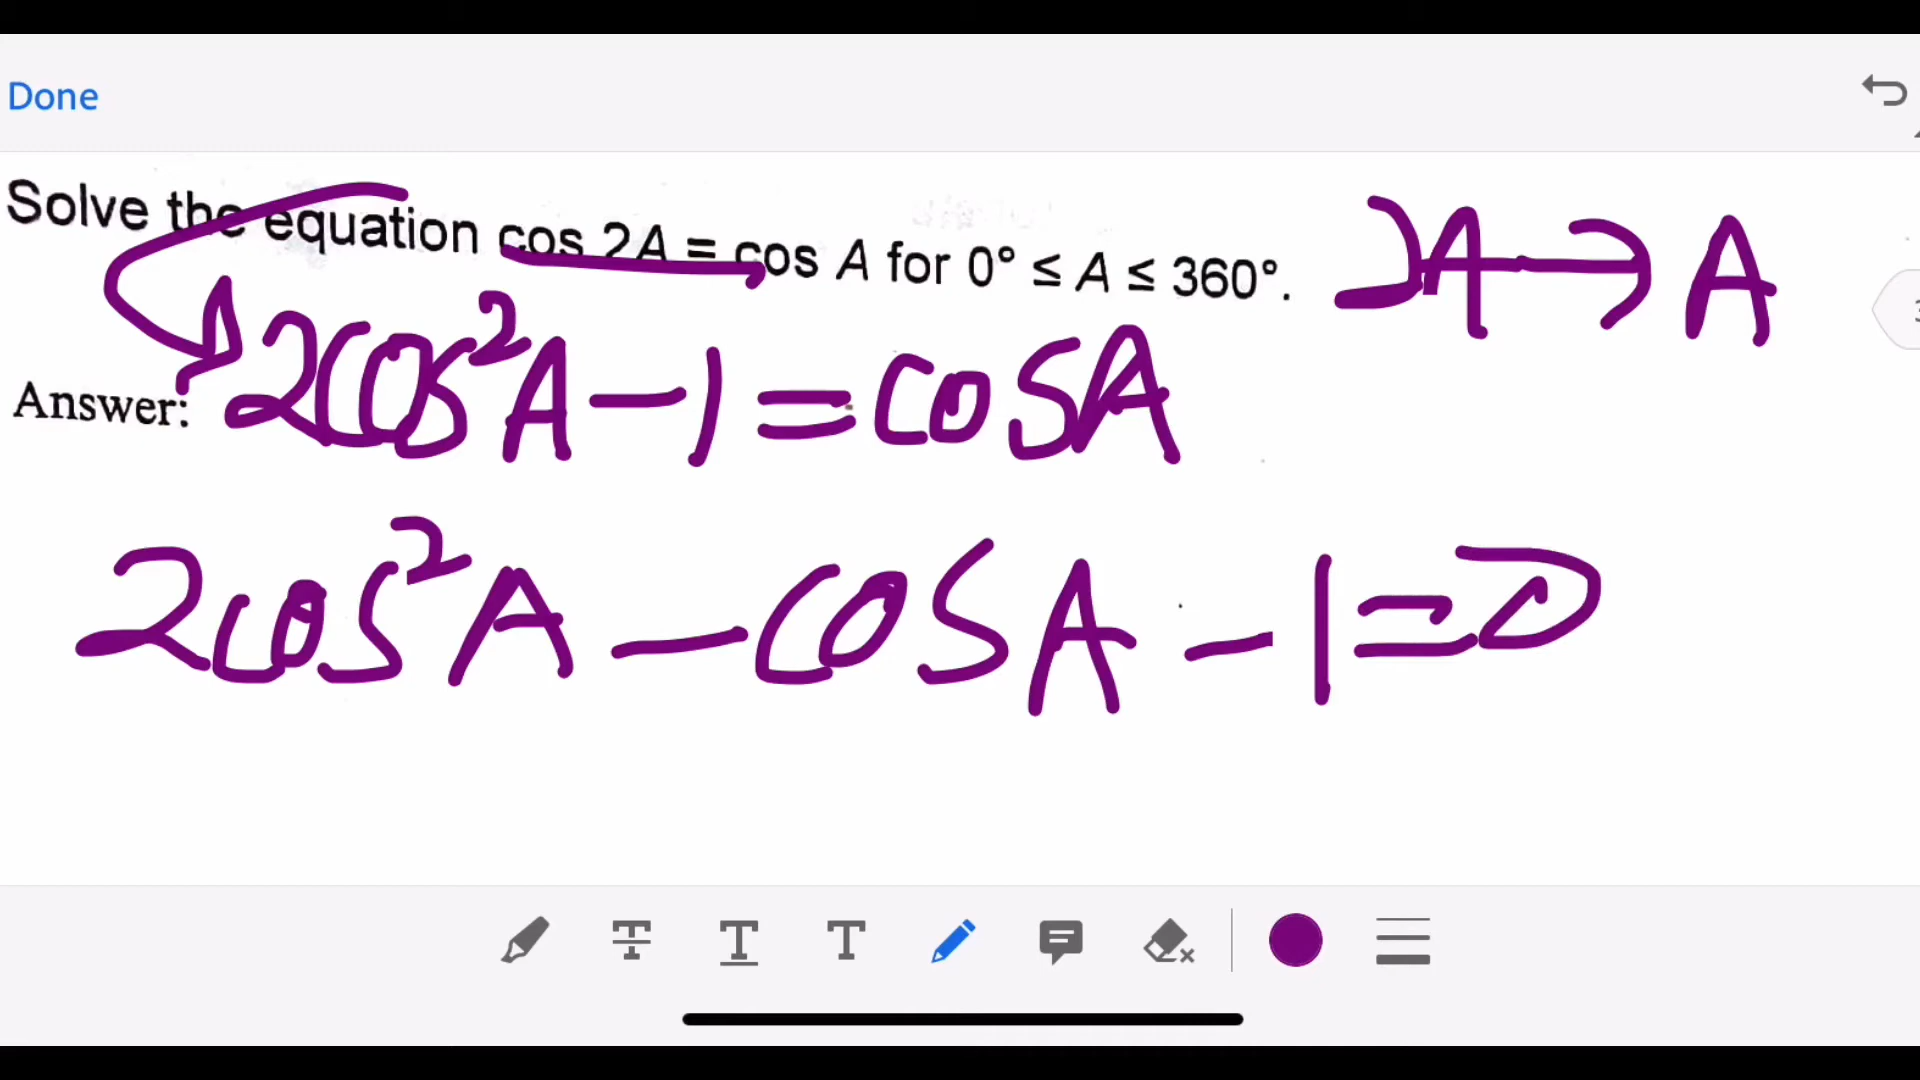 Done
Solve the equation cos 2A = cos A for 0° ≤ A ≤ 360°.
2A → A
Answer:
2cos²A - 1 = cosA
2cos²A - cosA - 1 = 0